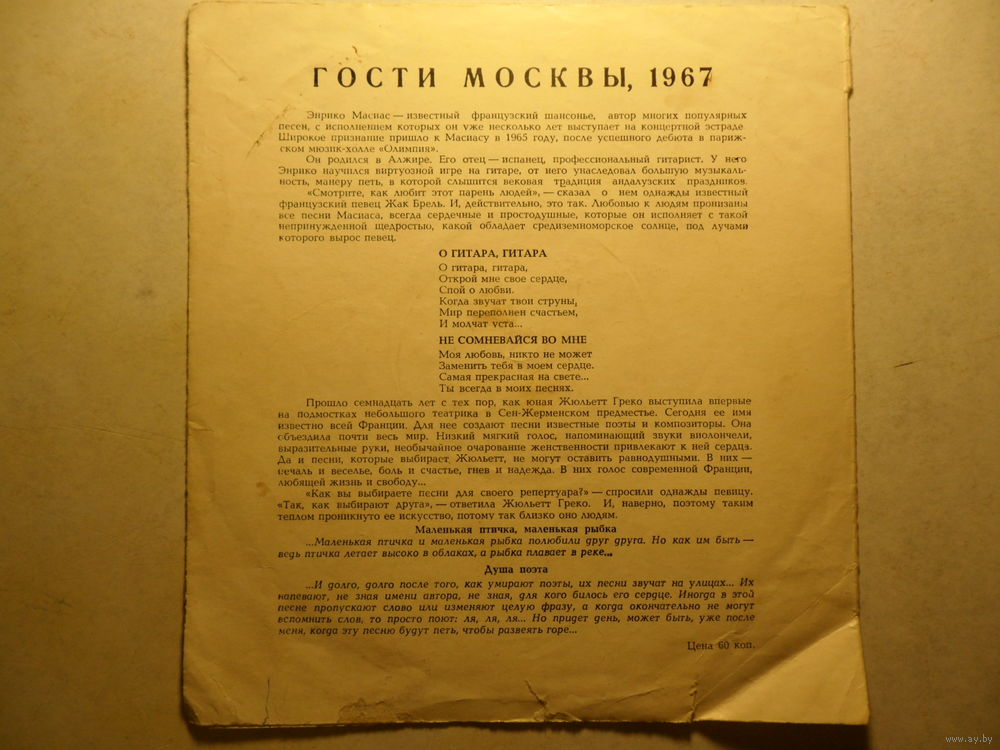 ГОСТИ МОСКВЫ, 1967
Энрико Масиас — известный французский шансонье, автор многих популярных
песен, с исполнением которых он уже несколько лет выступает на концертной эстраде.
Широкое признание пришло к Масиасу в 1965 году, после успешного дебюта в париж-
ском мюзик-холле «Олимпия».
Он родился в Алжире. Его отец — испанец, профессиональный гитарист. У него
Энрико научился виртуозной игре на гитаре, от него унаследовал большую музыкаль-
ность, манеру петь, в которой слышится вековая традиция андалузских праздников.
«Смотрите, как любит этот парень людей», — сказал о нем однажды известный
французский певец Жак Брель. И, действительно, это так. Любовью к людям пронизаны
все песни Масиаса, всегда сердечные и простодушные, которые он исполняет с такой
непринужденной щедростью, какой обладает средиземноморское солнце, под лучами
которого вырос певец.
О ГИТАРА, ГИТАРА
О гитара, гитара,
Открой мне свое сердце,
Спой о любви.
Когда звучат твои струны,
Мир переполнен счастьем,
И молчат уста...
НЕ СОМНЕВАЙСЯ ВО МНЕ
Моя любовь, никто не может
Заменить тебя в моем сердце.
Самая прекрасная на свете...
Ты всегда в моих песнях.
Прошло семнадцать лет с тех пор, как юная Жюльетт Греко выступила впервые
на подмостках небольшого театрика в Сен-Жерменском предместье. Сегодня ее имя
известно всей Франции. Для нее создают песни известные поэты и композиторы. Она
объездила почти весь мир. Низкий мягкий голос, напоминающий звуки виолончели,
выразительные руки, необычайное очарование женственности привлекают к ней сердца.
Да и песни, которые выбирает Жюльетт, не могут оставить равнодушными. В них —
печаль и веселье, боль и счастье, гнев и надежда. В них голос современной Франции,
любящей жизнь и свободу...
«Как вы выбираете песни для своего репертуара?» — спросили однажды певицу.
«Так, как выбирают друга», — ответила Жюльетт Греко. И, наверно, поэтому таким
теплом проникнуто ее искусство, потому так близко оно людям.
Маленькая птичка, маленькая рыбка
...Маленькая птичка и маленькая рыбка полюбили друг друга. Но как им быть —
ведь птичка летает высоко в облаках, а рыбка плавает в реке...
Душа поэта
...И долго, долго после того, как умирают поэты, их песни звучат на улицах... Их
напевают, не зная имени автора, не зная, для кого билось его сердце. Иногда в этой
песне пропускают слово или изменяют целую фразу, а когда окончательно не могут
вспомнить слов, то просто поют: ля, ля, ля... Но придет день, может быть, уже после
меня, когда эту песню будут петь, чтобы развеять горе...
Цена 60 коп.
www.ay.by